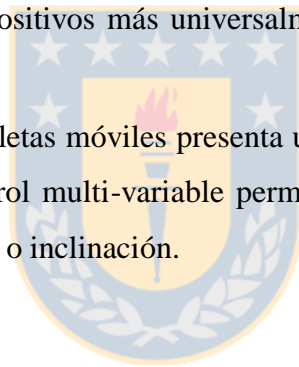 ositivos más universalm
letas móviles presenta u
rol multi-variable perm
o inclinación.